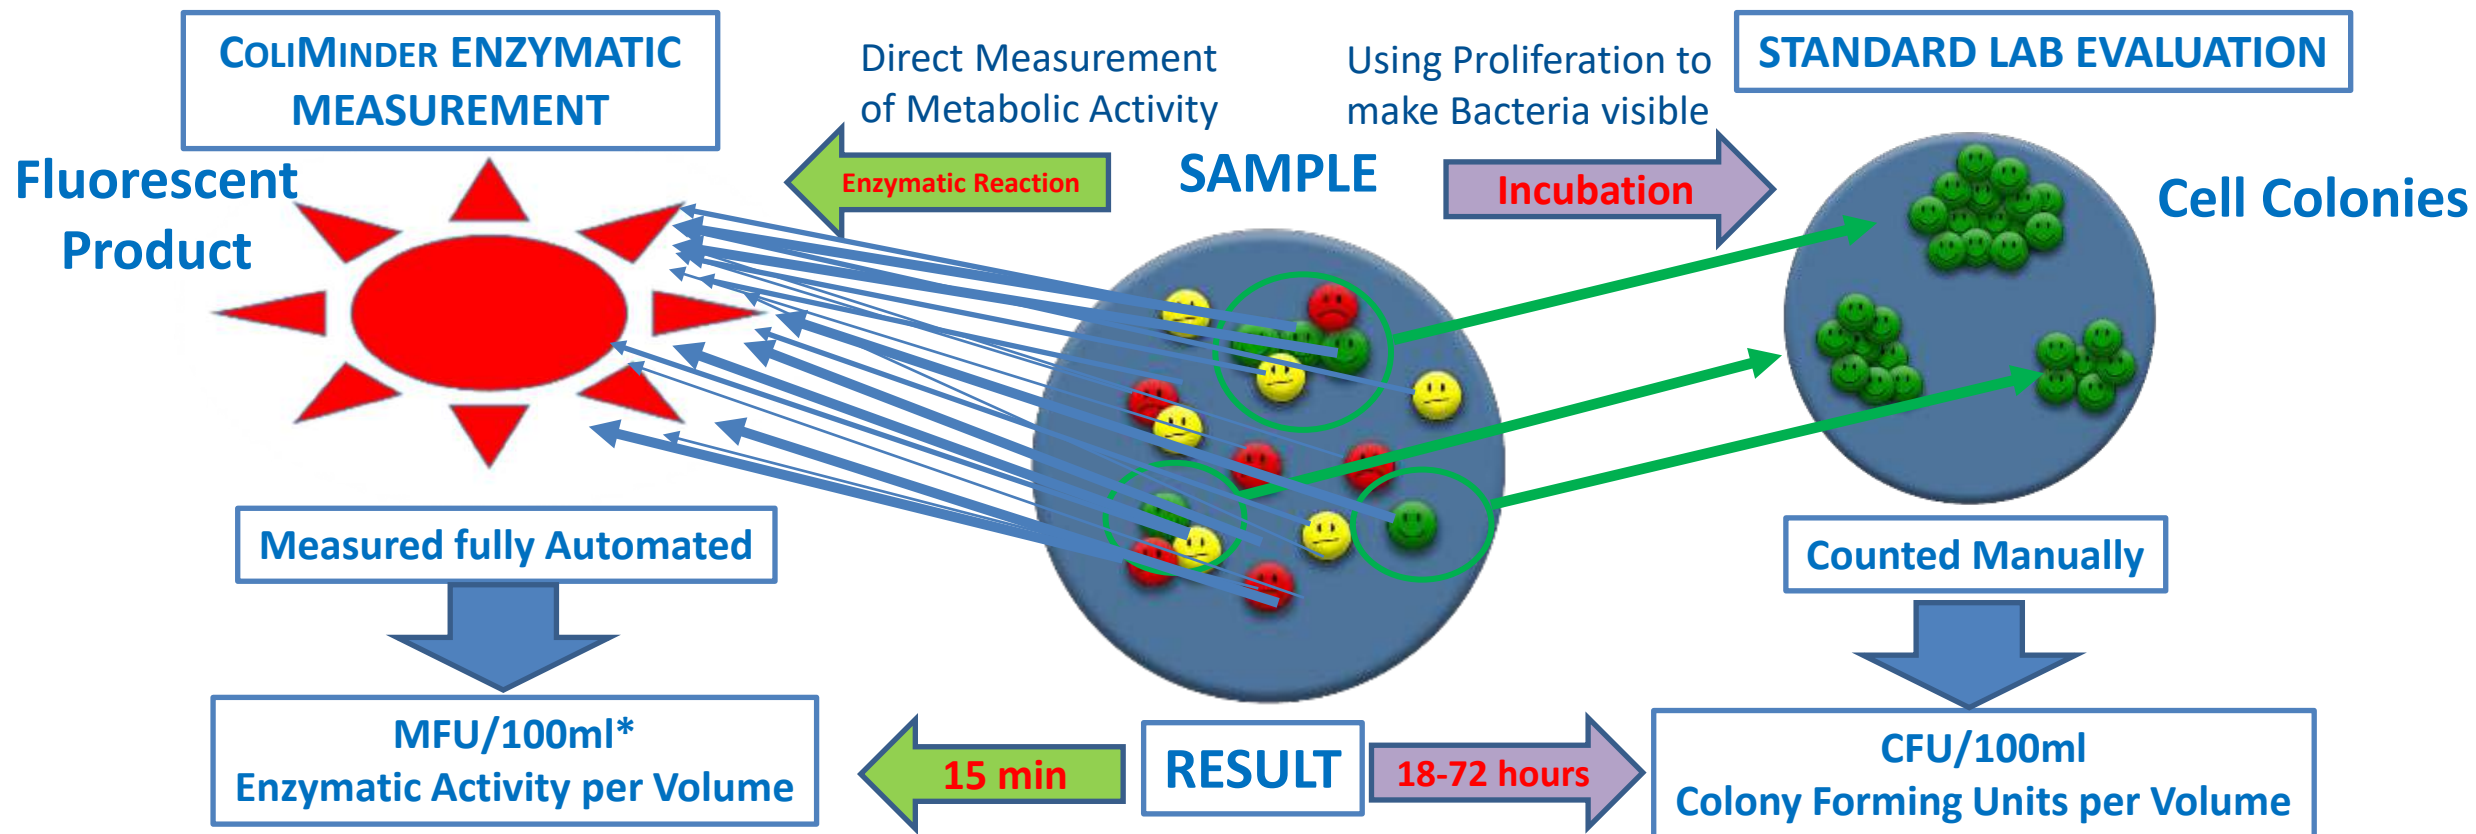 COLIMINDER ENZYMATIC
MEASUREMENT
Direct Measurement
of Metabolic Activity
Using Proliferation to
make Bacteria visible
STANDARD LAB EVALUATION
Fluorescent
Product
Enzymatic Reaction
SAMPLE
Incubation
Cell Colonies
Measured fully Automated
Counted Manually
MFU/100ml*
Enzymatic Activity per Volume
15 min
RESULT
18-72 hours
CFU/100ml
Colony Forming Units per Volume